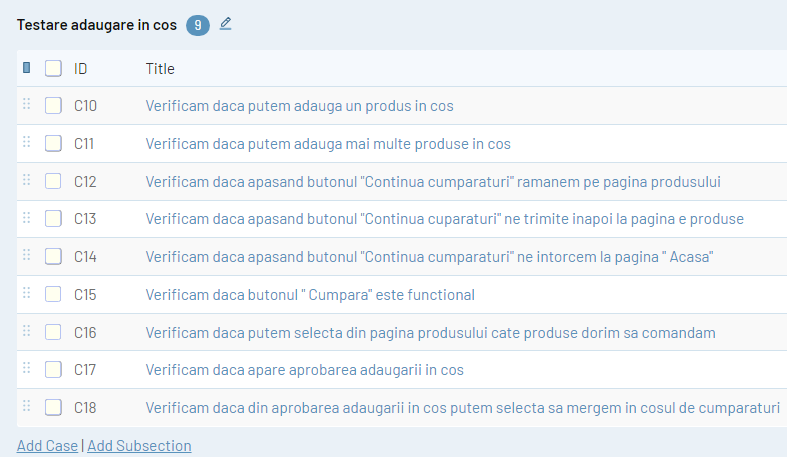 Testare adaugare in cos 9
ID Title
C10 Verificam daca putem adauga un produs in cos
C11 Verificam daca putem adauga mai multe produse in cos
C12 Verificam daca apasand butonul "Continua cumparaturi" ramanem pe pagina produsului
C13 Verificam daca apasand butonul "Continua cuparaturi" ne trimite inapoi la pagina e produse
C14 Verificam daca apasand butonul "Continua cumparaturi" ne intorcem la pagina " Acasa"
C15 Verificam daca butonul " Cumpara" este functional
C16 Verificam daca putem selecta din pagina produsului cate produse dorim sa comandam
C17 Verificam daca apare aprobarea adaugarii in cos
C18 Verificam daca din aprobarea adaugarii in cos putem selecta sa mergem in cosul de cumparaturi
Add Case | Add Subsection